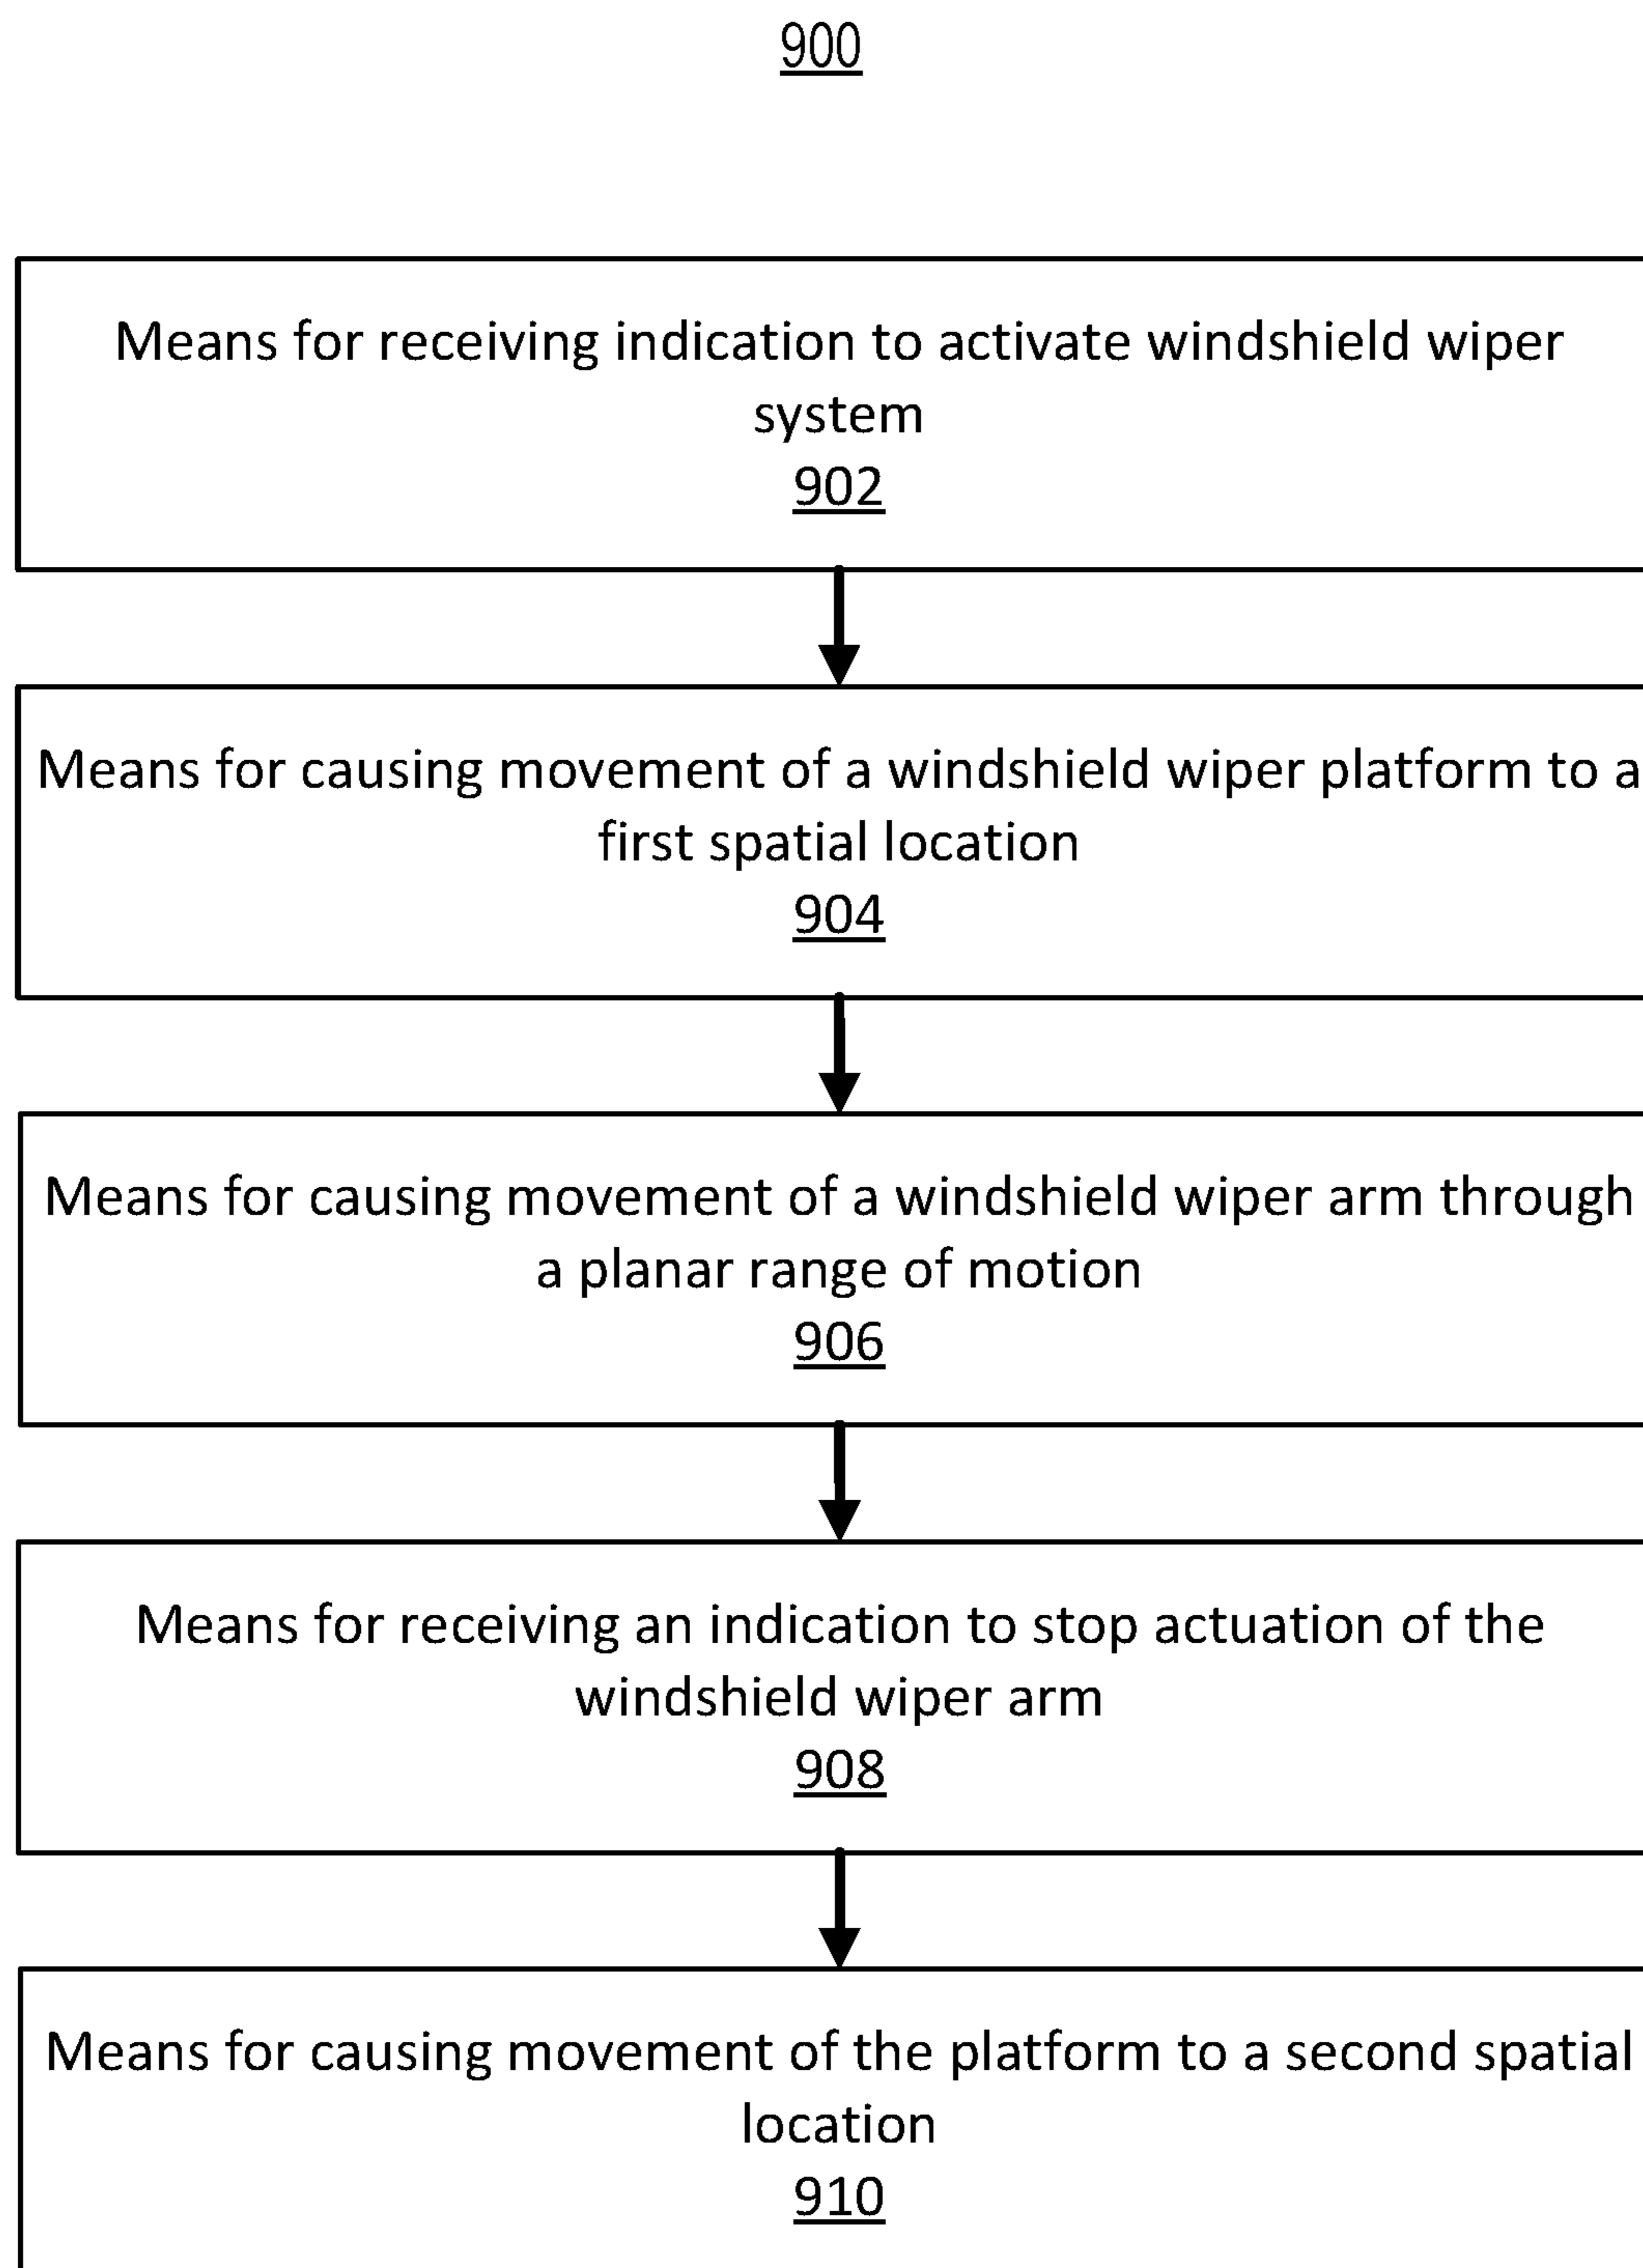 900
Means for receiving indication to activate windshield wiper
system
902
Means for causing movement of a windshield wiper platform to a
first spatial location
904
Means for causing movement of a windshield wiper arm through
a planar range of motion
906
Means for receiving an indication to stop actuation of the
windshield wiper arm
908
Means for causing movement of the platform to a second spatial
location
910